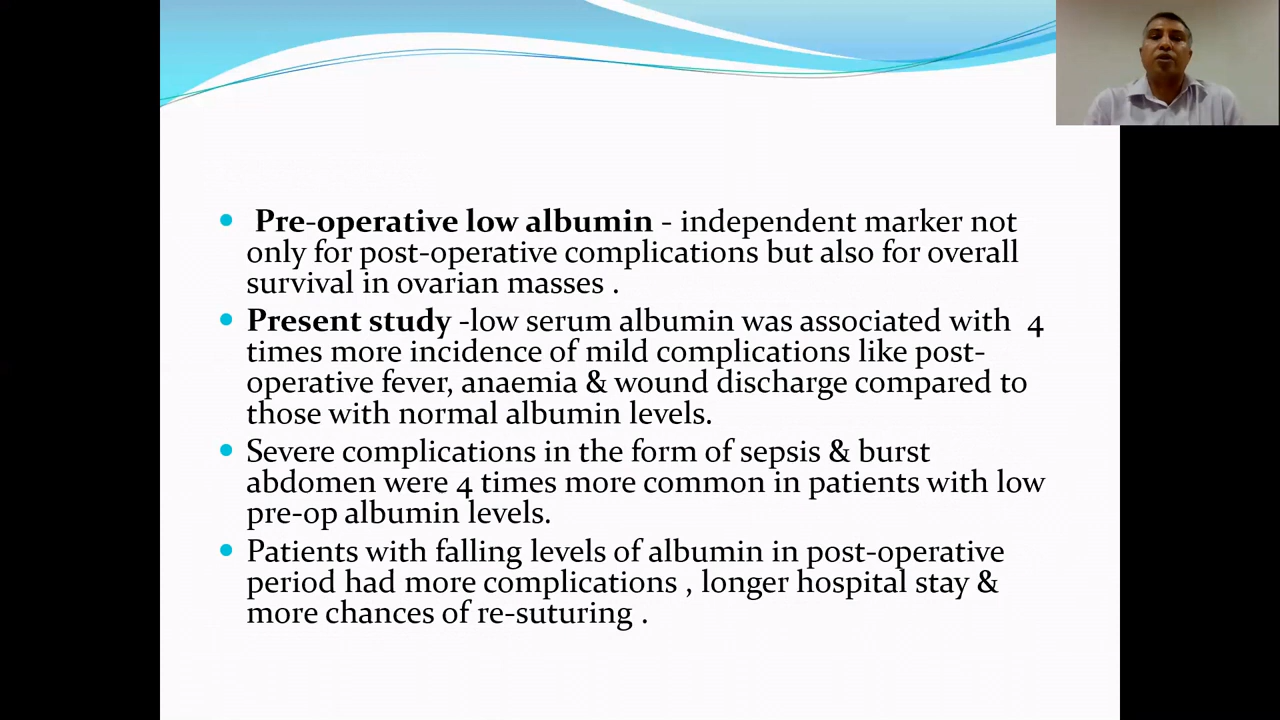 Pre-operative low albumin - independent marker not
only for post-operative complications but also for overall
survival in ovarian masses .
Present study -low serum albumin was associated with 4
times more incidence of mild complications like post-
operative fever, anaemia & wound discharge compared to
those with normal albumin levels.
Severe complications in the form of sepsis & burst
abdomen were 4 times more common in patients with low
pre-op albumin levels.
Patients with falling levels of albumin in post-operative
period had more complications , longer hospital stay &
more chances of re-suturing .